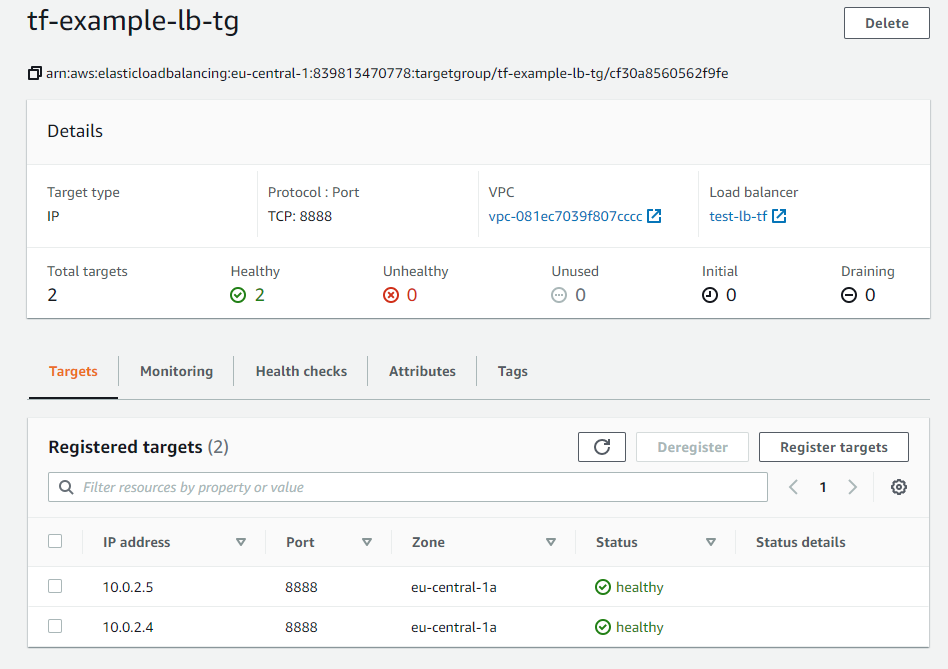 tf-example-lb-tg
Delete
arn:aws:elasticloadbalancing:eu-central-1:839813470778:targetgroup/tf-example-lb-tg/cf30a8560562f9fe
Details
Target type Protocol : Port VPC Load balancer
IP TCP: 8888 vpc-081ec7039f807cccc test-lb-tf
Total targets Healthy Unhealthy Unused Initial Draining
2 2 0 0 0 0
Targets Monitoring Health checks Attributes Tags
Registered targets (2) Deregister Register targets
Filter resources by property or value 1
IP address Port Zone Status Status details
10.0.2.5 8888 eu-central-1a healthy
10.0.2.4 8888 eu-central-1a healthy